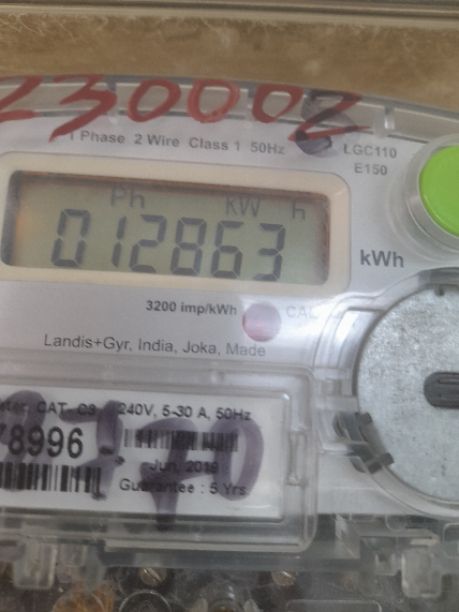 230002
1 Phase 2 Wire Class 1 50Hz
LGC110
E150
Ph kW h
012863
kWh
3200 imp/kWh
CAL
Landis+Gyr, India, Joka, Made
CAT- C3 240V, 5-30 A, 50Hz
8996
Jun, 2019
Guarantee : 5 Yrs